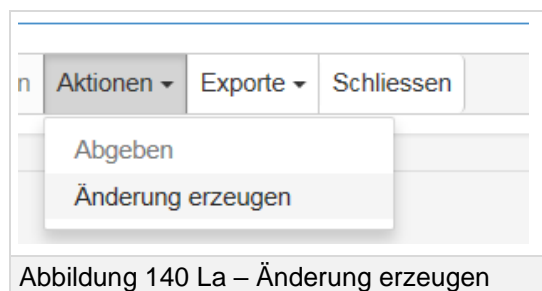 n Aktionen Exporte Schliessen
Abgeben
Änderung erzeugen
Abbildung 140 La – Änderung erzeugen